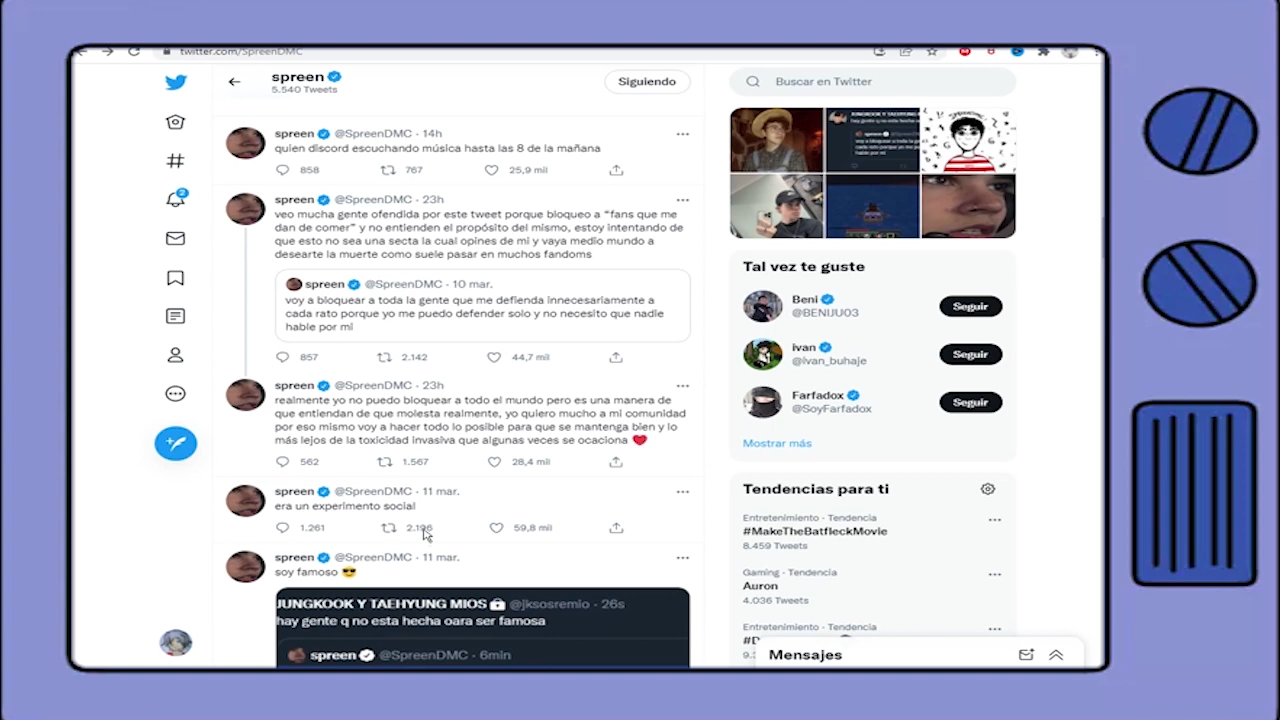 twitter.com/SpreenDMC
spreen
5.540 Tweets
Siguiendo
Buscar en Twitter
spreen @SpreenDMC · 14h
quien discord escuchando música hasta las 8 de la mañana
858 767 25,9 mil
spreen @SpreenDMC · 23h
veo mucha gente ofendida por este tweet porque bloqueo a “fans que me
dan de comer” y no entienden el propósito del mismo, estoy intentando de
que esto no sea una secta la cual opines de mi y vaya medio mundo a
desearte la muerte como suele pasar en muchos fandoms
spreen @SpreenDMC · 10 mar.
voy a bloquear a toda la gente que me defienda innecesariamente a
cada rato porque yo me puedo defender solo y no necesito que nadie
hable por mi
857 2.142 44,7 mil
spreen @SpreenDMC · 23h
realmente yo no puedo bloquear a todo el mundo pero es una manera de
que entiendan de que molesta realmente, yo quiero mucho a mi comunidad
por eso mismo voy a hacer todo lo posible para que se mantenga bien y lo
más lejos de la toxicidad invasiva que algunas veces se ocaciona ❤️
562 1.567 28,4 mil
spreen @SpreenDMC · 11 mar.
era un experimento social
1.261 2.196 59,8 mil
spreen @SpreenDMC · 11 mar.
soy famoso 😎
JUNGKOOK Y TAEHYUNG MIOS @jksosremio · 26s
hay gente q no esta hecha oara ser famosa
spreen @SpreenDMC · 6min
Tal vez te guste
Beni
@BENIJU03
Seguir
ivan
@ivan_buhaje
Seguir
Farfadox
@SoyFarfadox
Seguir
Mostrar más
Tendencias para ti
Entretenimiento · Tendencia
#MakeTheBatfleckMovie
8.459 Tweets
Gaming · Tendencia
Auron
4.036 Tweets
Entretenimiento · Tendencia
Mensajes